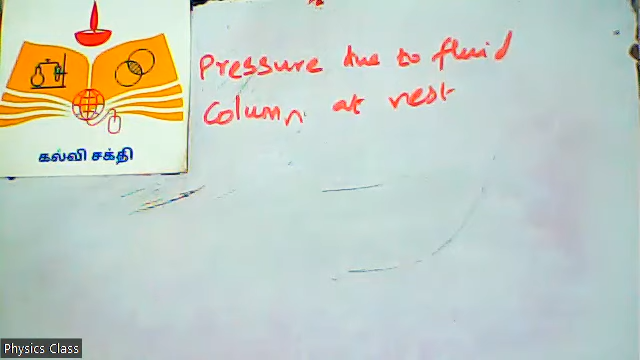 Pressure due to fluid
column at rest
கல்வி சக்தி
Physics Class